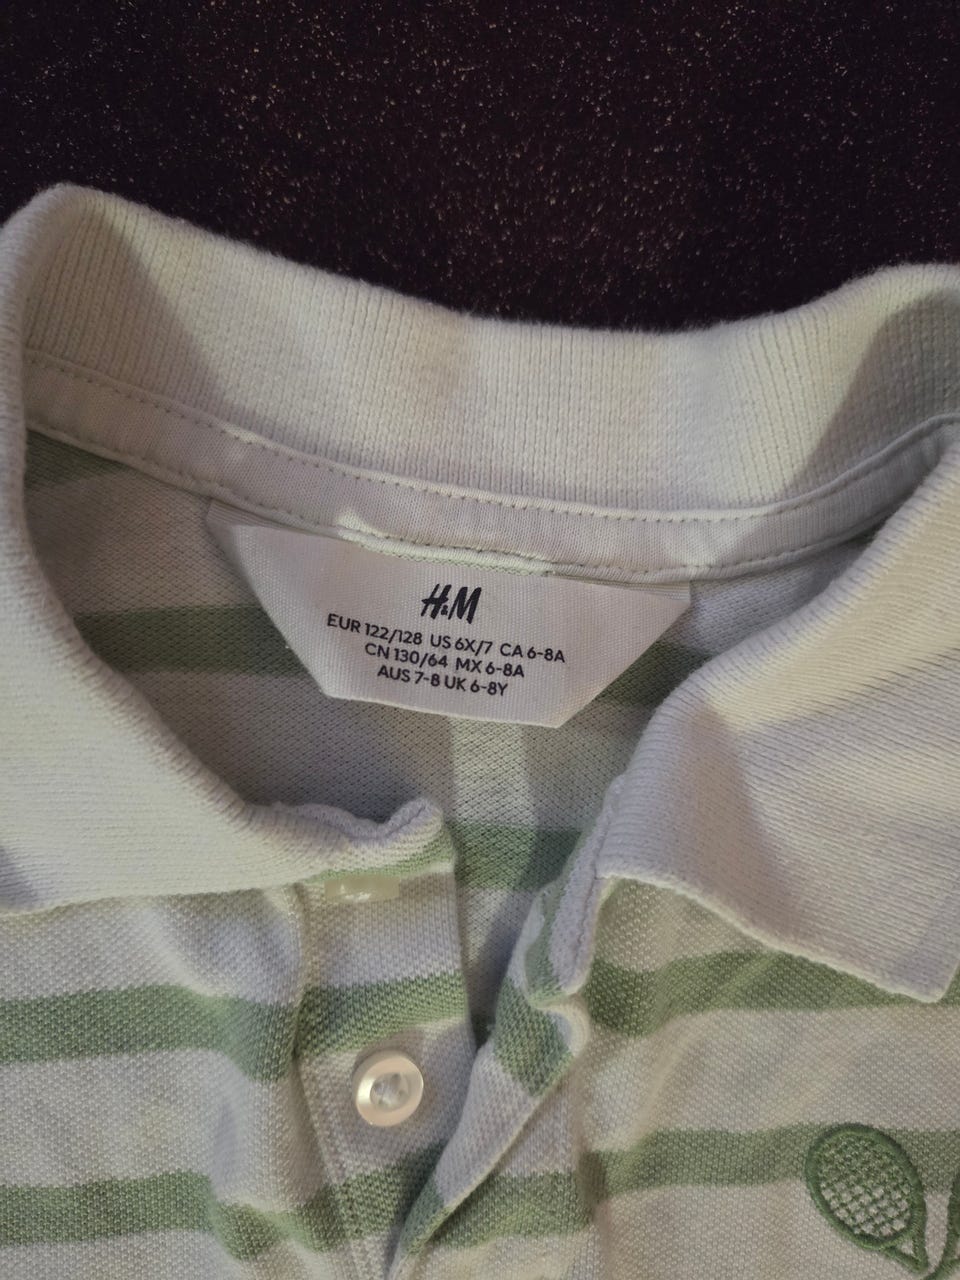 H&M
EUR 122/128 US 6X/7 CA 6-8A
CN 130/64 MX 6-8A
AUS 7-8 UK 6-8Y